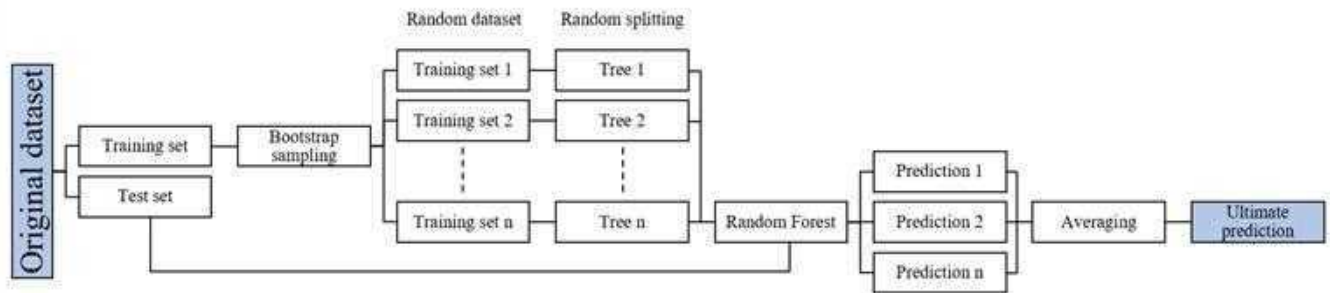 Random dataset
Random splitting
Original dataset
Training set
Test set
Bootstrap
sampling
Training set 1
Tree 1
Training set 2
Tree 2
Training set n
Tree n
Random Forest
Prediction 1
Prediction 2
Prediction n
Averaging
Ultimate
prediction